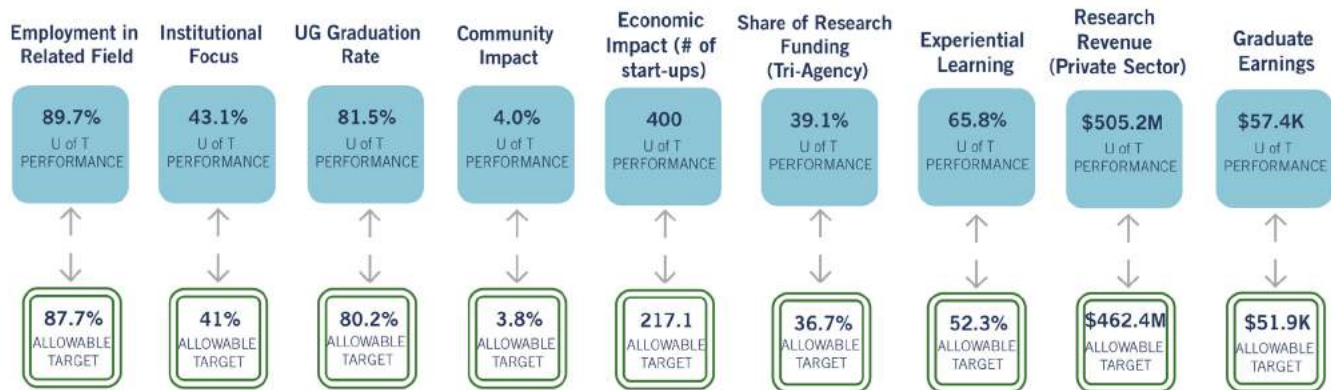 Employment in
Related Field
Institutional
Focus
UG Graduation
Rate
Community
Impact
Economic
Impact (# of
start-ups)
Share of Research
Funding
(Tri-Agency)
Experiential
Learning
Research
Revenue
(Private Sector)
Graduate
Earnings
89.7%
U of T
PERFORMANCE
43.1%
U of T
PERFORMANCE
81.5%
U of T
PERFORMANCE
4.0%
U of T
PERFORMANCE
400
U of T
PERFORMANCE
39.1%
U of T
PERFORMANCE
65.8%
U of T
PERFORMANCE
$505.2M
U of T
PERFORMANCE
$57.4K
U of T
PERFORMANCE
87.7%
ALLOWABLE
TARGET
41%
ALLOWABLE
TARGET
80.2%
ALLOWABLE
TARGET
3.8%
ALLOWABLE
TARGET
217.1
ALLOWABLE
TARGET
36.7%
ALLOWABLE
TARGET
52.3%
ALLOWABLE
TARGET
$462.4M
ALLOWABLE
TARGET
$51.9K
ALLOWABLE
TARGET